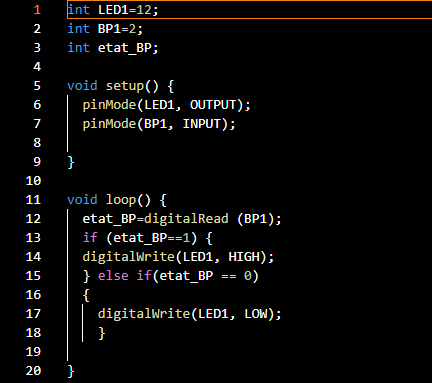 1 int LED1=12;
2 int BP1=2;
3 int etat_BP;
4
5 void setup() {
6   pinMode(LED1, OUTPUT);
7   pinMode(BP1, INPUT);
8
9 }
10
11 void loop() {
12   etat_BP=digitalRead (BP1);
13   if (etat_BP==1) {
14   digitalWrite(LED1, HIGH);
15   } else if(etat_BP == 0)
16   {
17     digitalWrite(LED1, LOW);
18     }
19
20 }